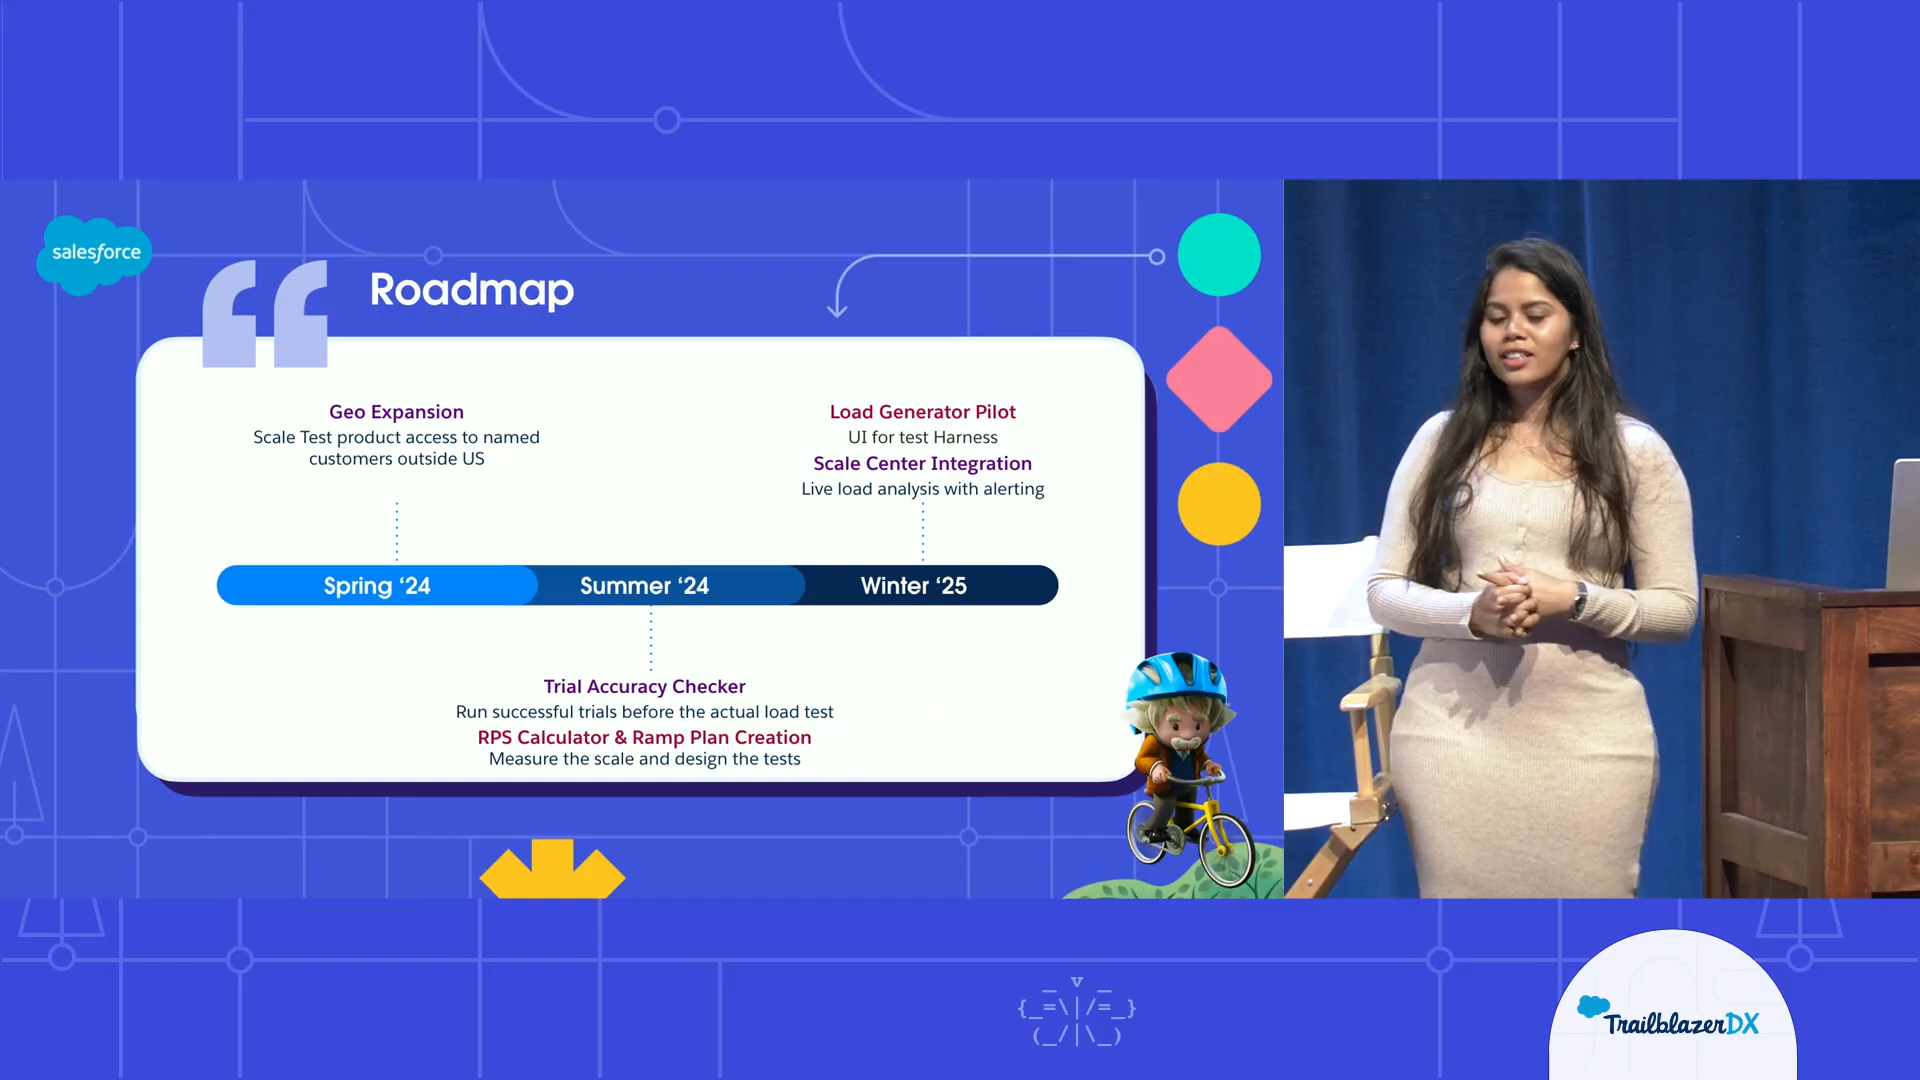 salesforce
Roadmap
Geo Expansion
Scale Test product access to named
customers outside US
Load Generator Pilot
UI for test Harness
Scale Center Integration
Live load analysis with alerting
Spring ‘24
Summer ‘24
Winter ‘25
Trial Accuracy Checker
Run successful trials before the actual load test
RPS Calculator & Ramp Plan Creation
Measure the scale and design the tests
TrailblazerDX